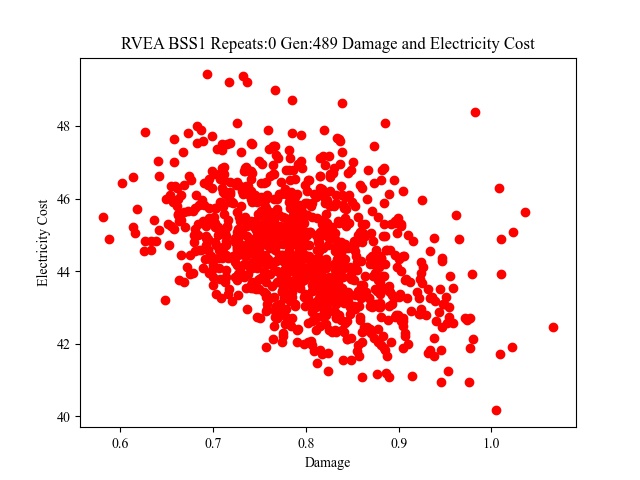 RVEA BSS1 Repeats:0 Gen:489 Damage and Electricity Cost
48
46
44
42
40
Electricity Cost
0.6 0.7 0.8 0.9 1.0
Damage